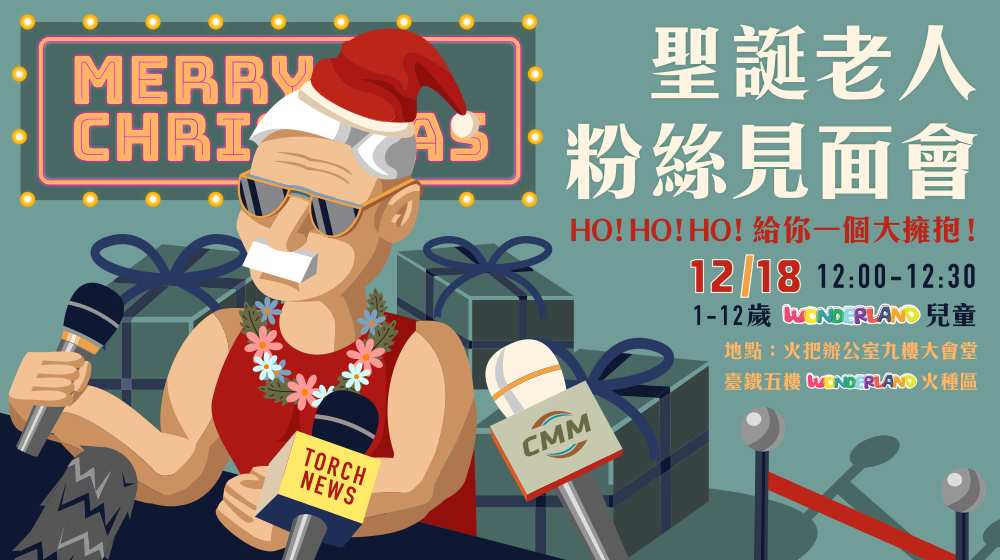 MERRY
CHRISTMAS
聖誕老人
粉絲見面會
HO! HO! HO! 給你一個大擁抱!
12/18 12:00-12:30
1-12歲 WONDERLAND 兒童
地點:火把辦公室九樓大會堂
臺鐵五樓 WONDERLAND 火種區
CMM
TORCH
NEWS